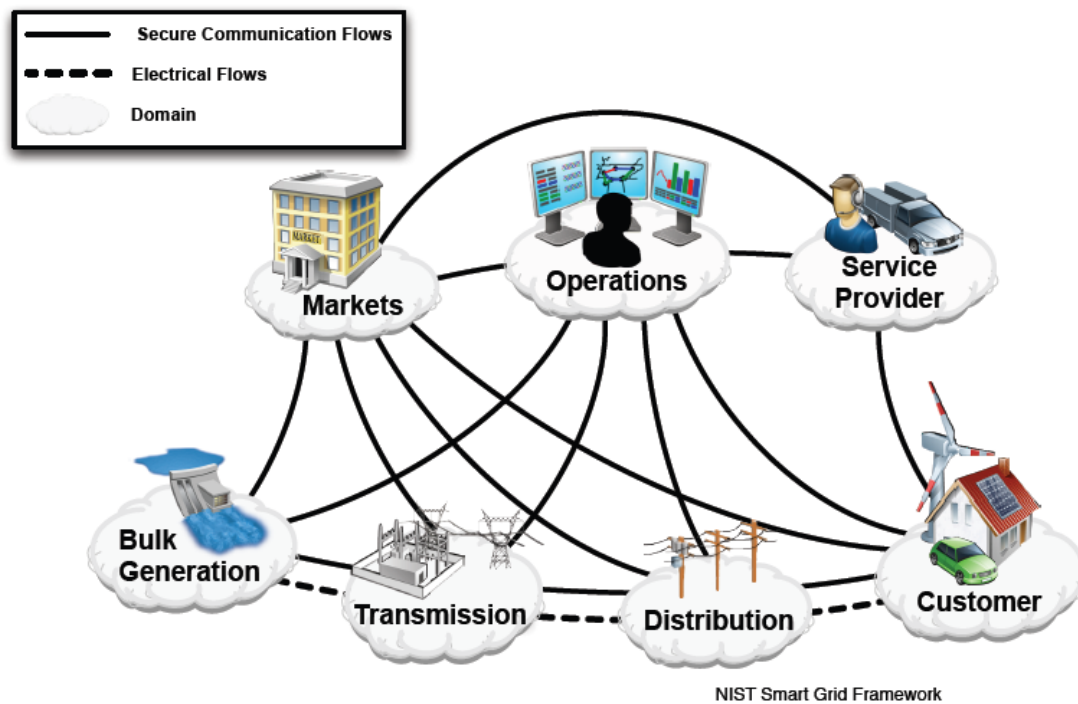 Secure Communication Flows
Electrical Flows
Domain
MARKET
Markets
Operations
Service
Provider
Bulk
Generation
Transmission
Distribution
Customer
NIST Smart Grid Framework